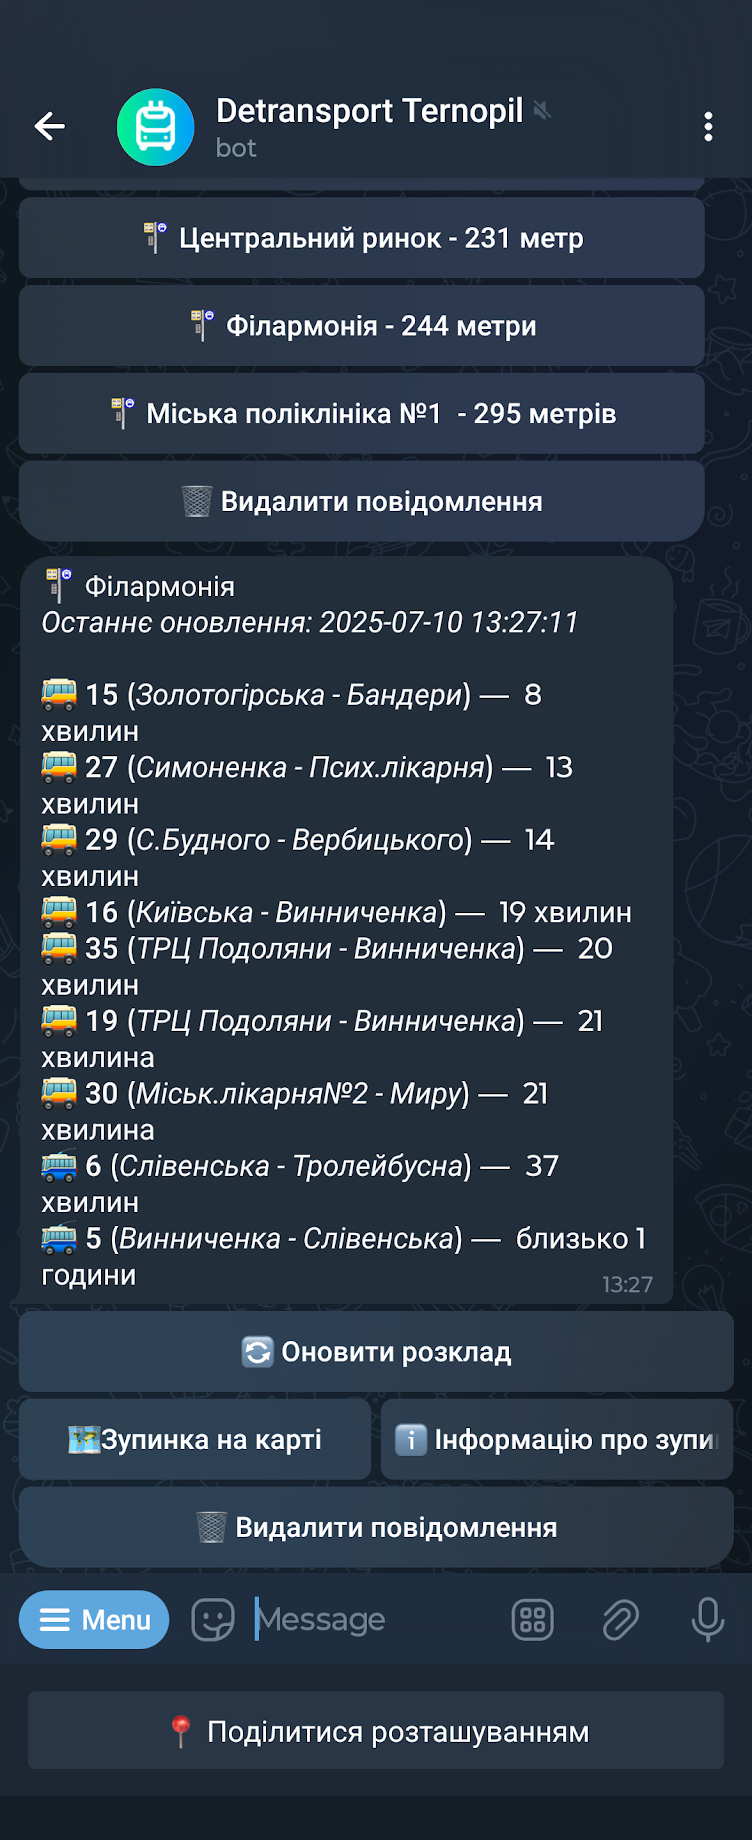 Detransport Ternopil
bot
Центральний ринок - 231 метр
Філармонія - 244 метри
Міська поліклініка №1 - 295 метрів
Видалити повідомлення
Філармонія
Останнє оновлення: 2025-07-10 13:27:11
15 (Золотогірська - Бандери) — 8
хвилин
27 (Симоненка - Псих.лікарня) — 13
хвилин
29 (С.Будного - Вербицького) — 14
хвилин
16 (Київська - Винниченка) — 19 хвилин
35 (ТРЦ Подоляни - Винниченка) — 20
хвилин
19 (ТРЦ Подоляни - Винниченка) — 21
хвилина
30 (Міськ.лікарня№2 - Миру) — 21
хвилина
6 (Слівенська - Тролейбусна) — 37
хвилин
5 (Винниченка - Слівенська) — близько 1
години
13:27
Оновити розклад
Зупинка на карті
Інформацію про зупи
Видалити повідомлення
Menu
Message
Поділитися розташуванням